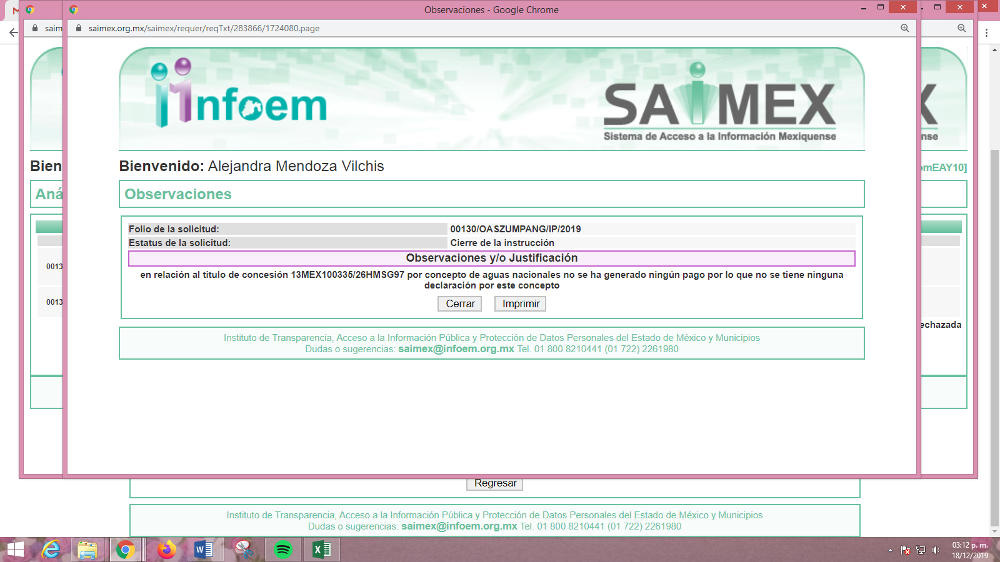 Observaciones - Google Chrome
saim
saimex.org.mx/saimex/requer/reqTxt/283866/1724080.page
infoem
SAiMEX
Sistema de Acceso a la Información Mexiquense
X
nse
Bien
Bienvenido: Alejandra Mendoza Vilchis
omEAY10]
Aná
Observaciones
Folio de la solicitud:
00130/OASZUMPANG/IP/2019
Estatus de la solicitud:
Cierre de la instrucción
Observaciones y/o Justificación
0013
en relación al titulo de concesión 13MEX100335/26HMSG97 por concepto de aguas nacionales no se ha generado ningún pago por lo que no se tiene ninguna
declaración por este concepto
0013
Cerrar
Imprimir
echazada
Instituto de Transparencia, Acceso a la Información Pública y Protección de Datos Personales del Estado de México y Municipios
Dudas o sugerencias: saimex@infoem.org.mx Tel. 01 800 8210441 (01 722) 2261980
Regresar
Instituto de Transparencia, Acceso a la Información Pública y Protección de Datos Personales del Estado de México y Municipios
Dudas o sugerencias: saimex@infoem.org.mx Tel. 01 800 8210441 (01 722) 2261980
03:12 p. m.
18/12/2019